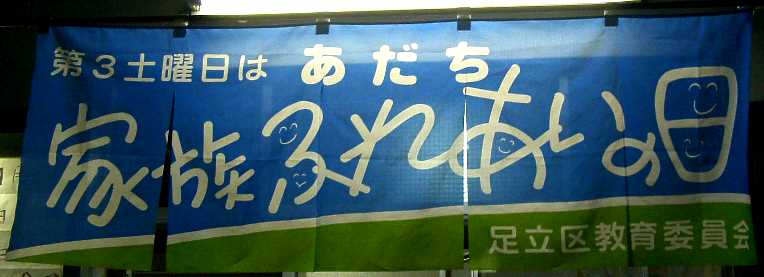 第3土曜日は あだち
家族ふれあいの日
足立区教育委員会